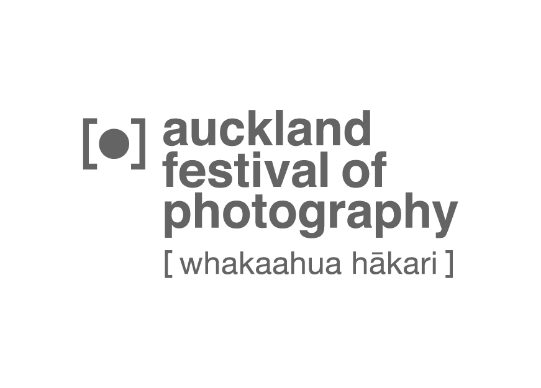 auckland
festival of
photography
[ whakaahua hākari ]